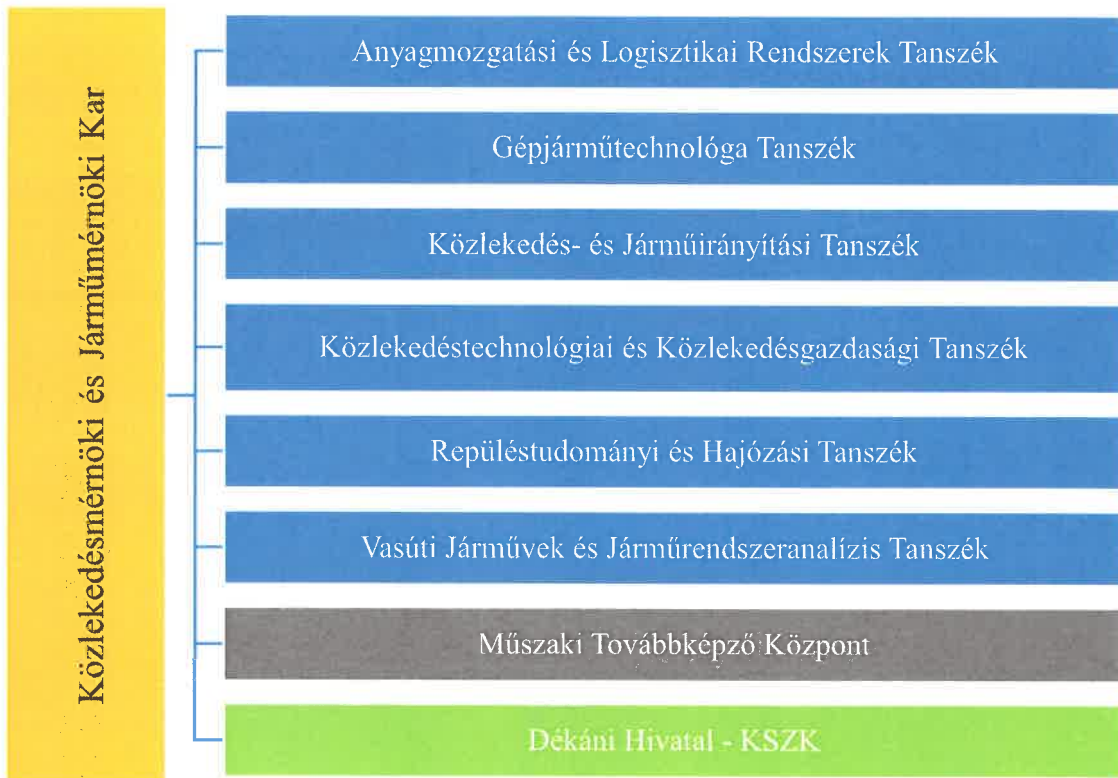 Közlekedésmérnöki és Járműmérnöki Kar
Anyagmozgatási és Logisztikai Rendszerek Tanszék
Gépjárműtechnológa Tanszék
Közlekedés- és Járműirányítási Tanszék
Közlekedéstechnológiai és Közlekedésgazdasági Tanszék
Repüléstudományi és Hajózási Tanszék
Vasúti Járművek és Járműrendszeranalízis Tanszék
Műszaki Továbbképző Központ
Dékáni Hivatal - KSZK